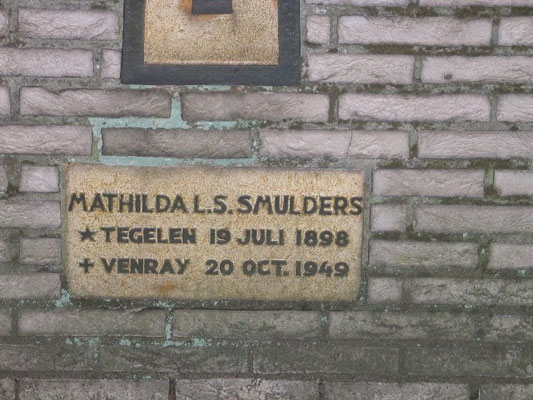 MATHILDA L.S. SMULDERS
★ TEGELEN 19 JULI 1898
+ VENRAY 20 OCT. 1949